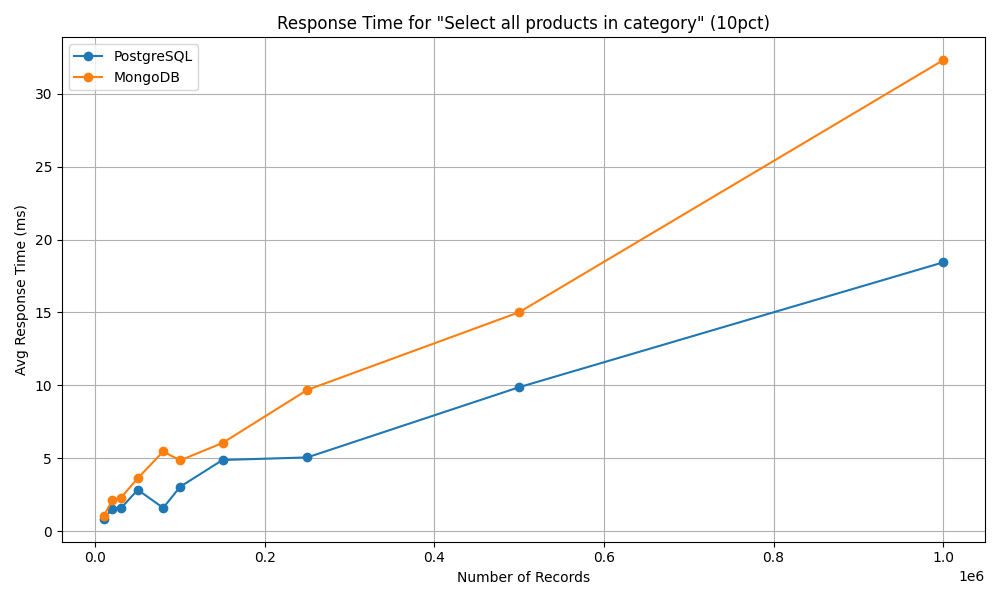 Response Time for "Select all products in category" (10pct)
PostgreSQL
MongoDB
Avg Response Time (ms)
30
25
20
15
10
5
0
0.0 0.2 0.4 0.6 0.8 1.0
1e6
Number of Records